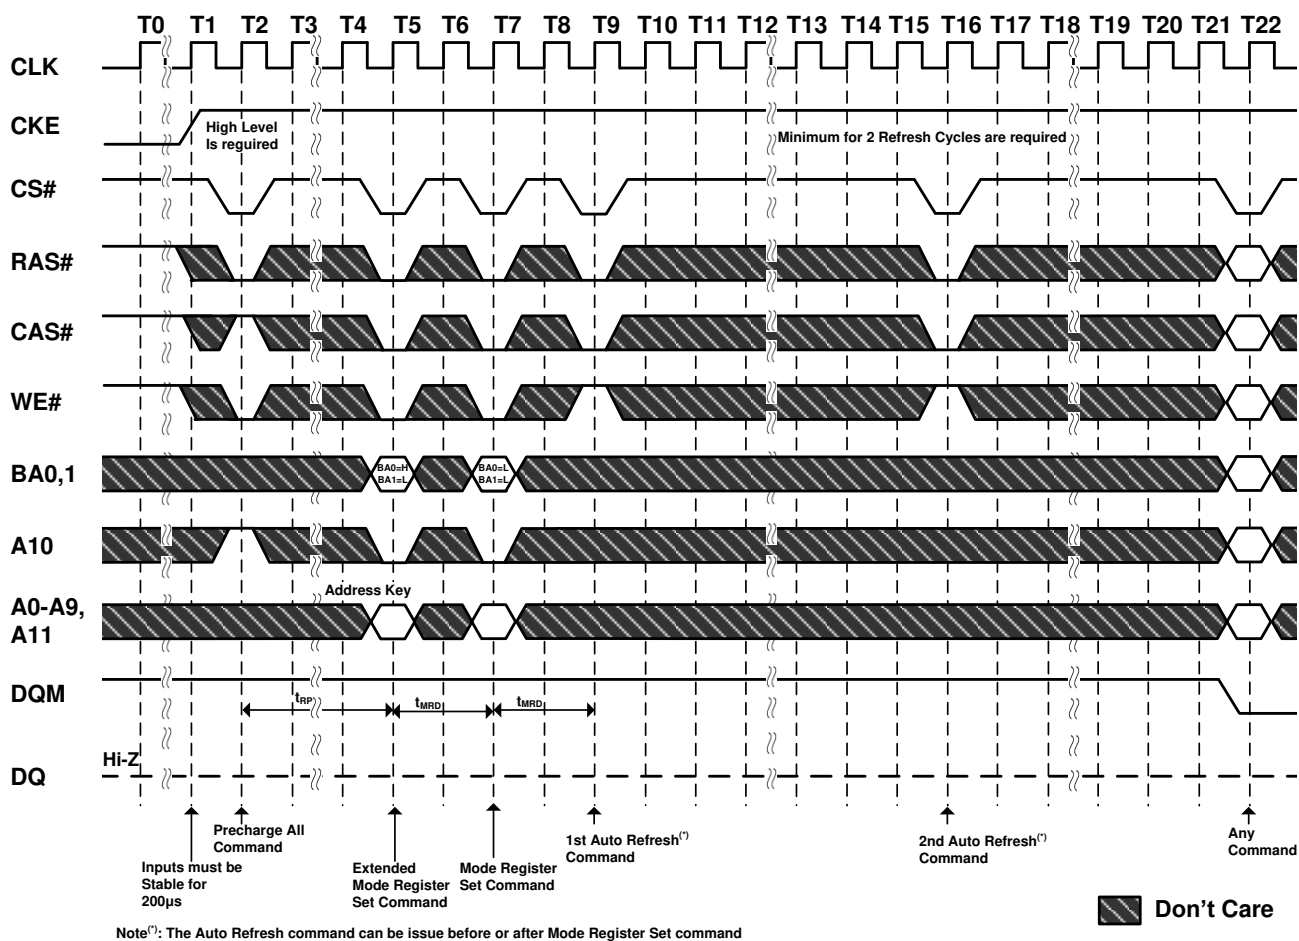 T0 T1 T2 T3 T4 T5 T6 T7 T8 T9 T10 T11 T12 T13 T14 T15 T16 T17 T18 T19 T20 T21 T22
CLK
CKE
High Level
Is reguired
Minimum for 2 Refresh Cycles are required
CS#
RAS#
CAS#
WE#
BA0,1
BA0=H
BA1=L
BA0=L
BA1=L
A10
Address Key
A0-A9,
A11
DQM
tRP
tMRD
tMRD
Hi-Z
DQ
Inputs must be
Stable for
200µs
Precharge All
Command
Extended
Mode Register
Set Command
Mode Register
Set Command
1st Auto Refresh(*)
Command
2nd Auto Refresh(*)
Command
Any
Command
Don't Care
Note(*): The Auto Refresh command can be issue before or after Mode Register Set command